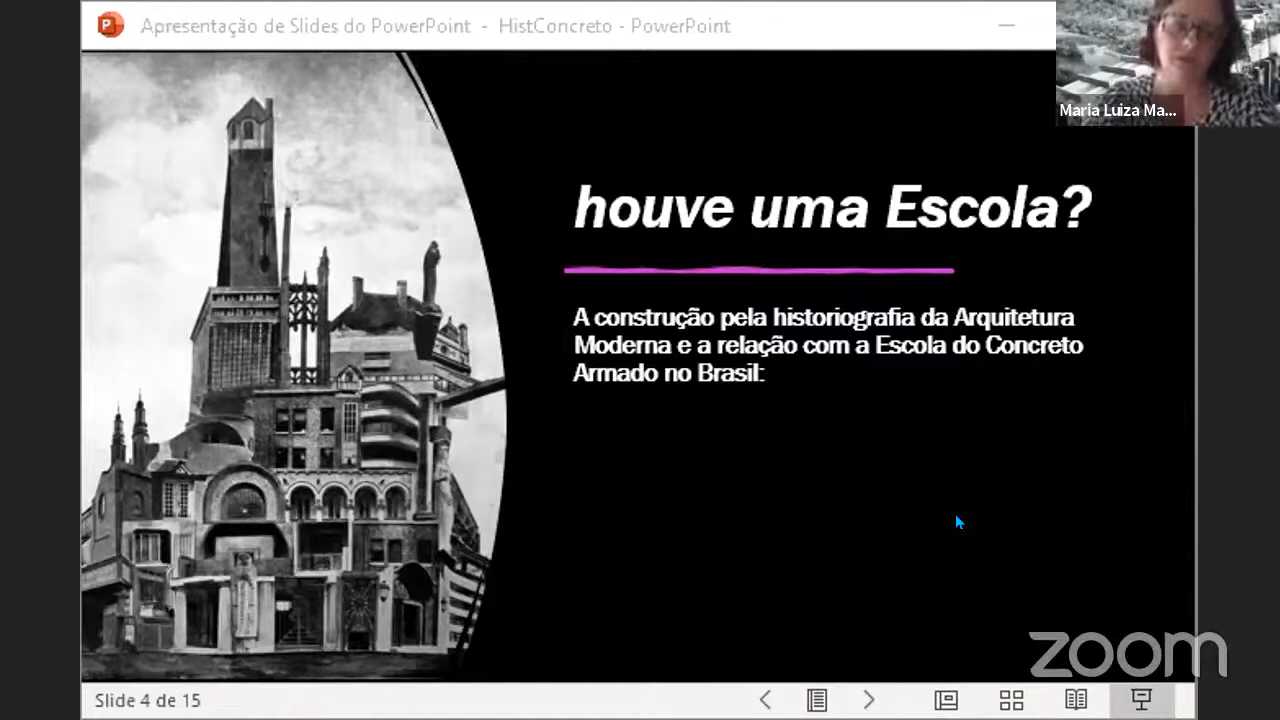 Apresentação de Slides do PowerPoint - HistConcreto - PowerPoint
Maria Luiza Ma...
houve uma Escola?
A construção pela historiografia da Arquitetura
Moderna e a relação com a Escola do Concreto
Armado no Brasil:
zoom
Slide 4 de 15